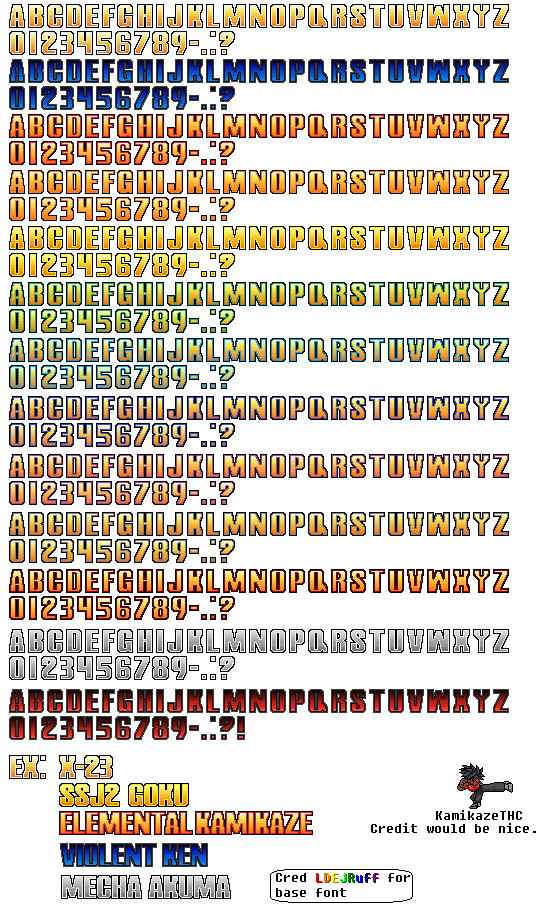 ABCDEFGHIJKLMNOPQRSTUVWXYZ
0123456789-.:?
ABCDEFGHIJKLMNOPQRSTUVWXYZ
0123456789-.:?
ABCDEFGHIJKLMNOPQRSTUVWXYZ
0123456789-.:?
ABCDEFGHIJKLMNOPQRSTUVWXYZ
0123456789-.:?
ABCDEFGHIJKLMNOPQRSTUVWXYZ
0123456789-.:?
ABCDEFGHIJKLMNOPQRSTUVWXYZ
0123456789-.:?
ABCDEFGHIJKLMNOPQRSTUVWXYZ
0123456789-.:?
ABCDEFGHIJKLMNOPQRSTUVWXYZ
0123456789-.:?
ABCDEFGHIJKLMNOPQRSTUVWXYZ
0123456789-.:?
ABCDEFGHIJKLMNOPQRSTUVWXYZ
0123456789-.:?
ABCDEFGHIJKLMNOPQRSTUVWXYZ
0123456789-.:?
ABCDEFGHIJKLMNOPQRSTUVWXYZ
0123456789-.:?
ABCDEFGHIJKLMNOPQRSTUVWXYZ
0123456789-.:?!
EX: X-23
SSJ2 GOKU
ELEMENTAL KAMIKAZE
VIOLENT KEN
MECHA AKUMA
KamikazeTHC
Credit would be nice.
Cred LDEJRuff for
base font